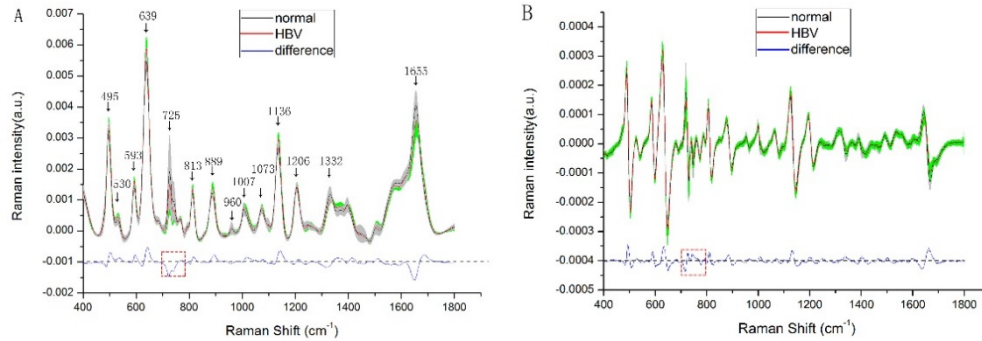 A
normal
HBV
difference
639
1655
495
725
1136
593
530
813
889
1007
1073
960
1206
1332
0.007
0.006
0.005
0.004
0.003
0.002
0.001
0.000
-0.001
-0.002
Raman intensity(a.u.)
400 600 800 1000 1200 1400 1600 1800
Raman Shift (cm⁻¹)
B
normal
HBV
difference
0.0004
0.0003
0.0002
0.0001
0.0000
-0.0001
-0.0002
-0.0003
-0.0004
-0.0005
Raman intensity(a.u.)
400 600 800 1000 1200 1400 1600 1800
Raman Shift (cm⁻¹)